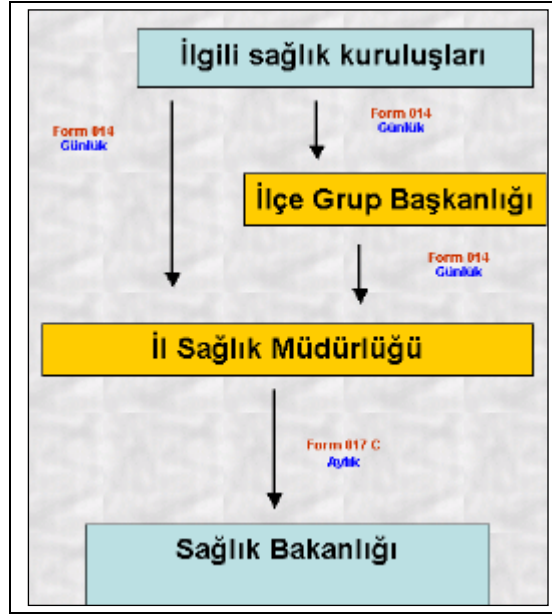 İlgili sağlık kuruluşları
Form 014
Günlük
Form 014
Günlük
İlçe Grup Başkanlığı
Form 014
Günlük
İl Sağlık Müdürlüğü
Form 017 C
Aylık
Sağlık Bakanlığı